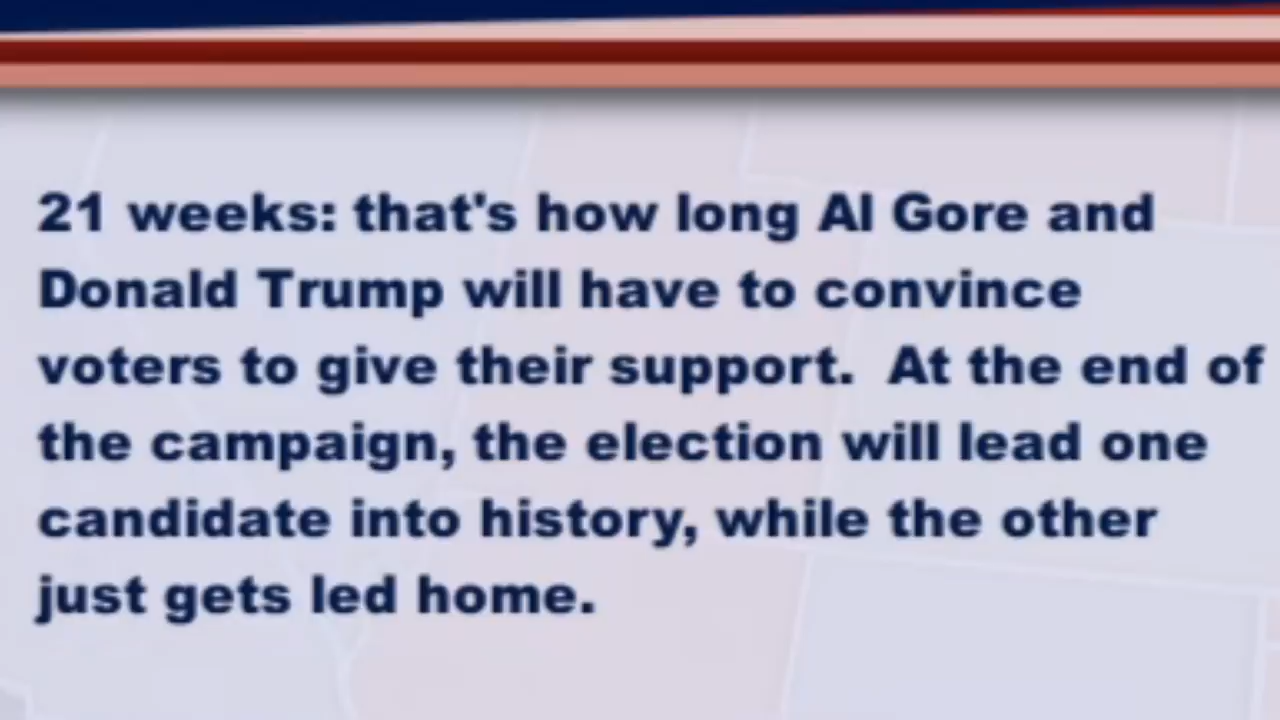 21 weeks: that's how long Al Gore and
Donald Trump will have to convince
voters to give their support.  At the end of
the campaign, the election will lead one
candidate into history, while the other
just gets led home.